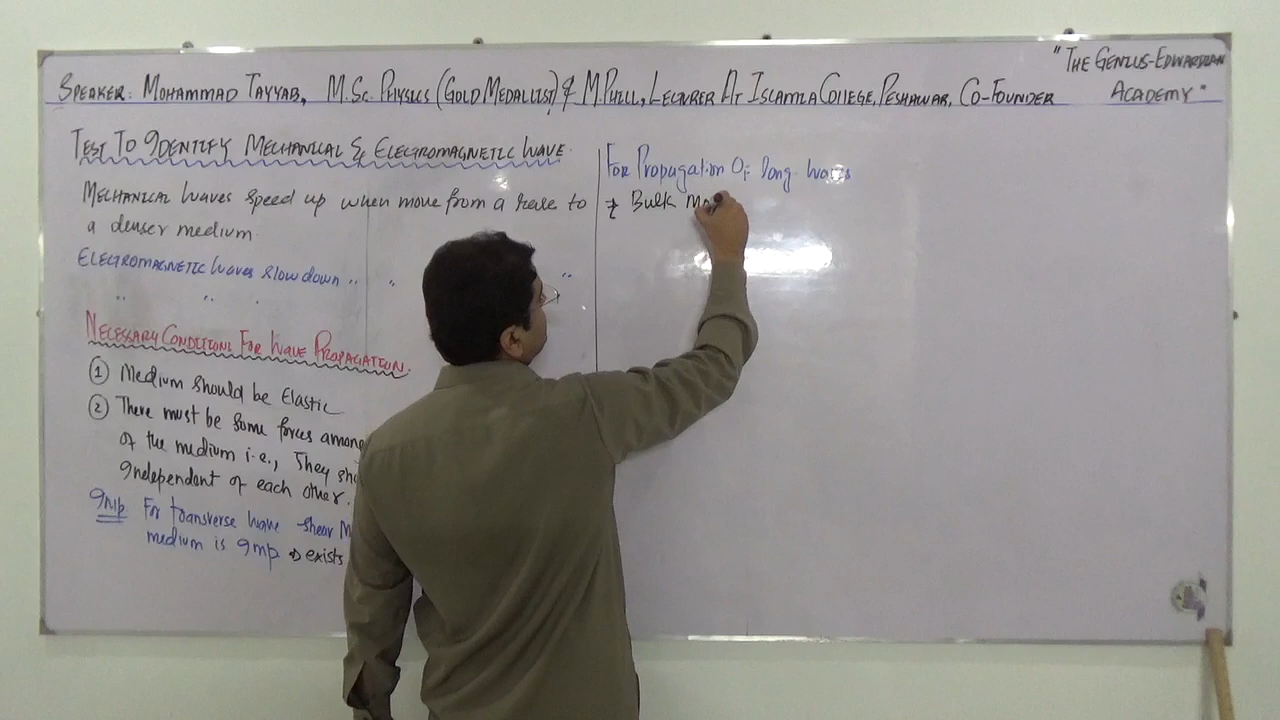 "THE GENIUS-EDWARDIAN
ACADEMY"
SPEAKER: MOHAMMAD TAYYAB, M.Sc. PHYSICS (GOLD MEDALLIST) & M.PHILL, LECTURER AT ISLAMIA COLLEGE, PESHAWAR, CO-FOUNDER
TEST TO IDENTIFY MECHANICAL & ELECTROMAGNETIC WAVE
MECHANICAL Waves speed up when move from a rare to
a denser medium.
ELECTROMAGNETIC Waves slow down " " "
" " "
NECESSARY CONDITIONS FOR WAVE PROPAGATION.
① Medium should be Elastic
② There must be some forces among
of the medium i.e., They sh
Independent of each other.
Imp For transverse wave shear M
medium is Imp. exists
For Propagation Of long. waves
Bulk Mo